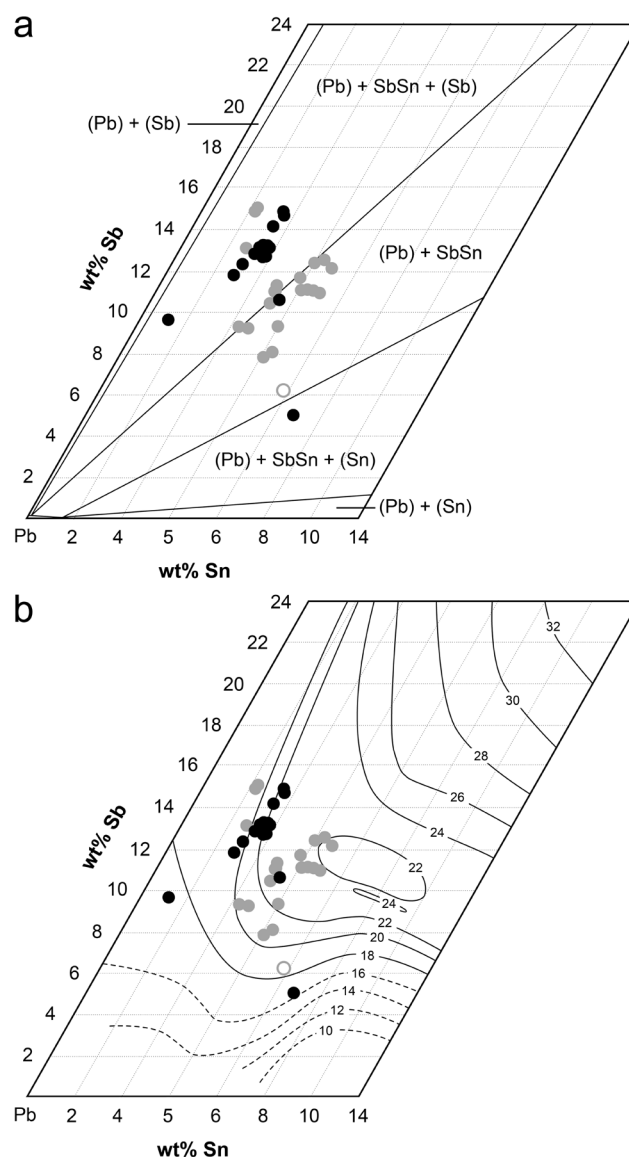 a
24
22
(Pb) + SbSn + (Sb)
20
(Pb) + (Sb)
18
16
14
wt% Sb
(Pb) + SbSn
12
10
8
6
4
(Pb) + SbSn + (Sn)
2
(Pb) + (Sn)
Pb 2 4 6 8 10 14
wt% Sn
b
24
22
32
20
30
18
28
16
26
14
24
wt% Sb
12
22
10
24
22
8
20
18
6
16
14
4
12
10
2
Pb 2 5 6 8 10 14
wt% Sn